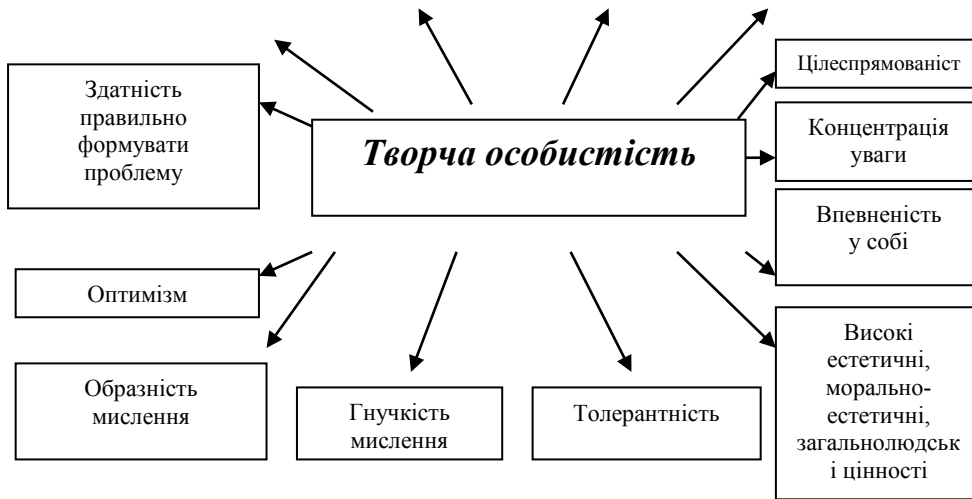 Цілеспрямованіст
Здатність
правильно
формувати
проблему
Творча особистість
Концентрація
уваги
Впевненість
у собі
Оптимізм
Високі
естетичні,
морально-
естетичні,
загальнолюдськ
і цінності
Образність
мислення
Гнучкість
мислення
Толерантність